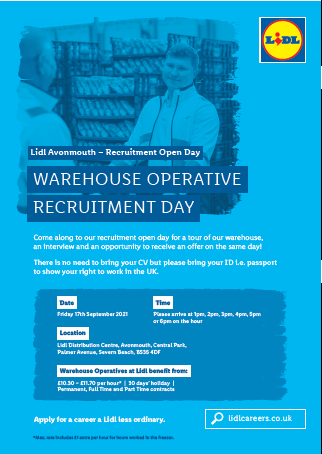 LIDL
Lidl Avonmouth – Recruitment Open Day
WAREHOUSE OPERATIVE
RECRUITMENT DAY
Come along to our recruitment open day for a tour of our warehouse,
an interview and an opportunity to receive an offer on the same day!
There is no need to bring your CV but please bring your ID i.e. passport
to show your right to work in the UK.
Date
Friday 17th September 2021
Time
Please arrive at 1pm, 2pm, 3pm, 4pm, 5pm
or 6pm on the hour
Location
Lidl Distribution Centre, Avonmouth, Central Park,
Palmer Avenue, Severn Beach, BS35 4DF
Warehouse Operatives at Lidl benefit from:
£10.50 – £11.70 per hour* | 30 days' holiday |
Permanent, Full Time and Part Time contracts
Apply for a career a Lidl less ordinary.
lidlcareers.co.uk
*Max. rate includes £1 extra per hour for hours worked in the freezer.